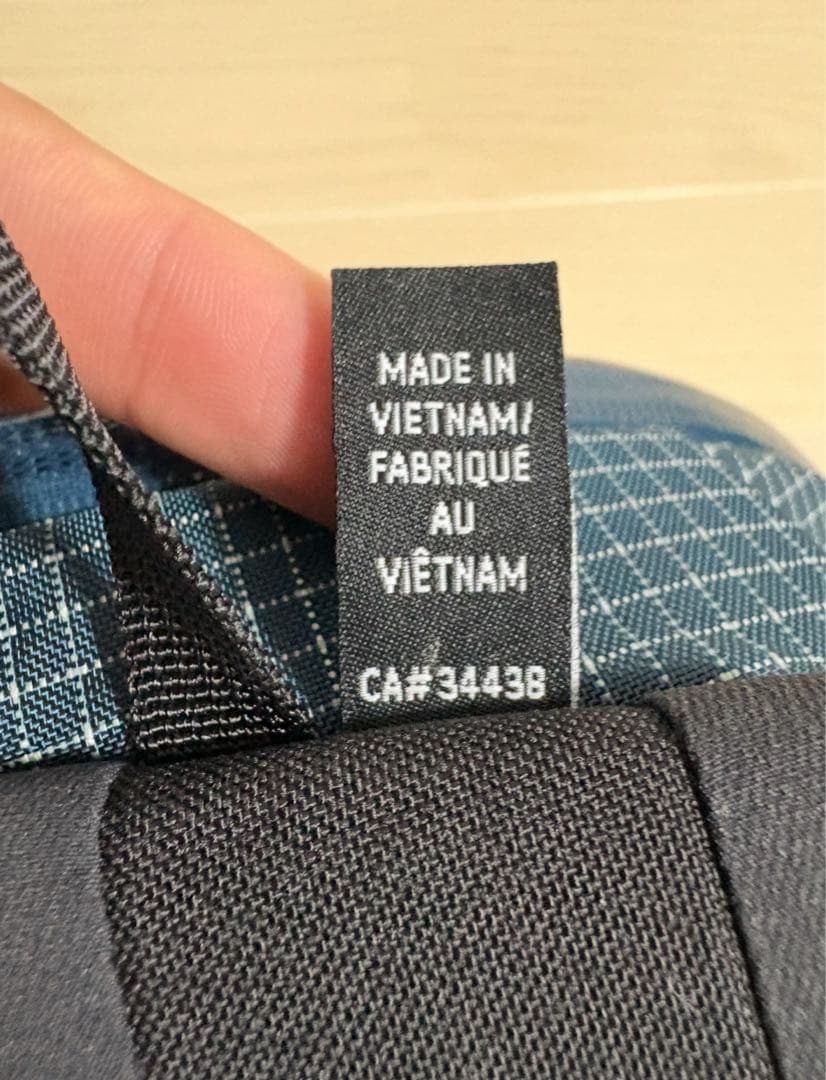 MADE IN
VIETNAM/
FABRIQUÉ
AU
VIÊTNAM
CA#34438